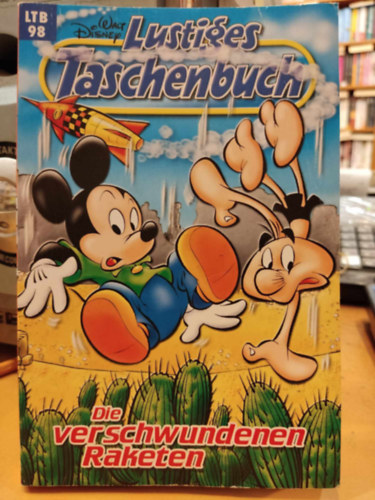 LTB
98
Walt
Disney
Lustiges
Taschenbuch
Die
verschwundenen
Raketen